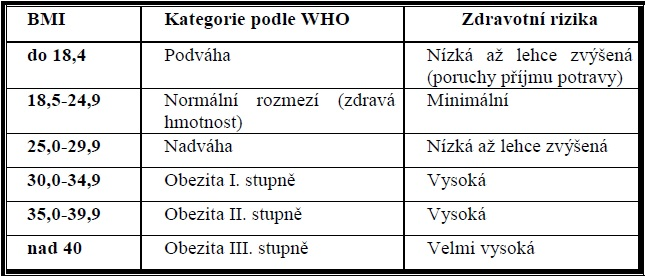 BMI Kategorie podle WHO Zdravotní rizika
do 18,4 Podváha Nízká až lehce zvýšená
(poruchy příjmu potravy)
18,5-24,9 Normální rozmezí (zdravá Minimální
hmotnost)
25,0-29,9 Nadváha Nízká až lehce zvýšená
30,0-34,9 Obezita I. stupně Vysoká
35,0-39,9 Obezita II. stupně Vysoká
nad 40 Obezita III. stupně Velmi vysoká